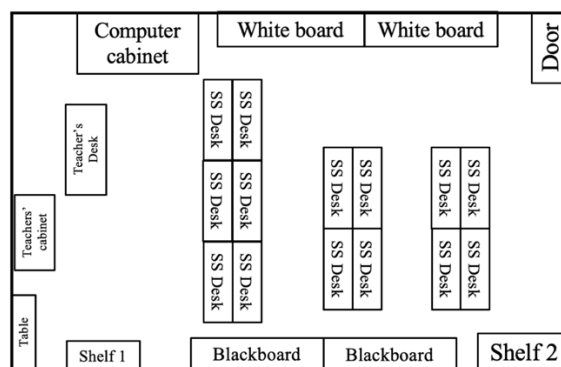 Computer
cabinet
White board
White board
Door
Teacher's
Desk
SS Desk
SS Desk
SS Desk
SS Desk
SS Desk
SS Desk
SS Desk
SS Desk
SS Desk
SS Desk
SS Desk
SS Desk
SS Desk
SS Desk
Teachers'
cabinet
Table
Shelf 1
Blackboard
Blackboard
Shelf 2